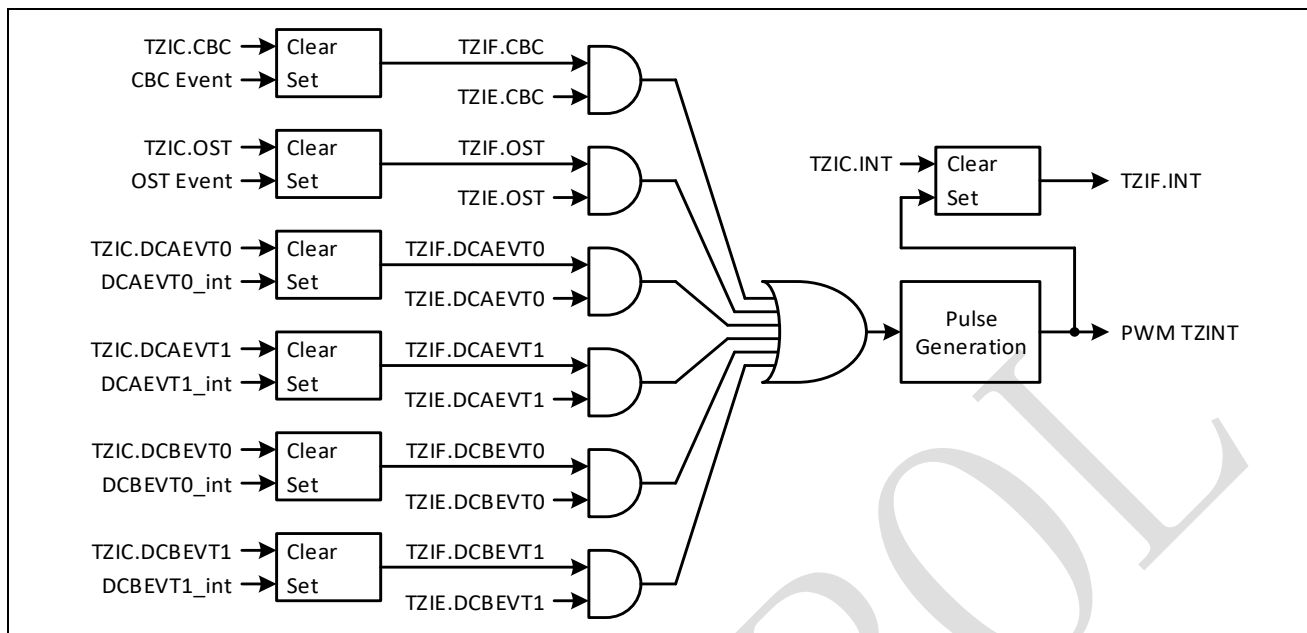 TZIC.CBC
Clear
TZIF.CBC
CBC Event
Set
TZIE.CBC
TZIC.OST
Clear
TZIF.OST
OST Event
Set
TZIE.OST
TZIC.INT
Clear
Set
TZIF.INT
TZIC.DCAEVT0
Clear
TZIF.DCAEVT0
DCAEVT0_int
Set
TZIE.DCAEVT0
Pulse
Generation
PWM TZINT
TZIC.DCAEVT1
Clear
TZIF.DCAEVT1
DCAEVT1_int
Set
TZIE.DCAEVT1
TZIC.DCBEVT0
Clear
TZIF.DCBEVT0
DCBEVT0_int
Set
TZIE.DCBEVT0
TZIC.DCBEVT1
Clear
TZIF.DCBEVT1
DCBEVT1_int
Set
TZIE.DCBEVT1
ROL